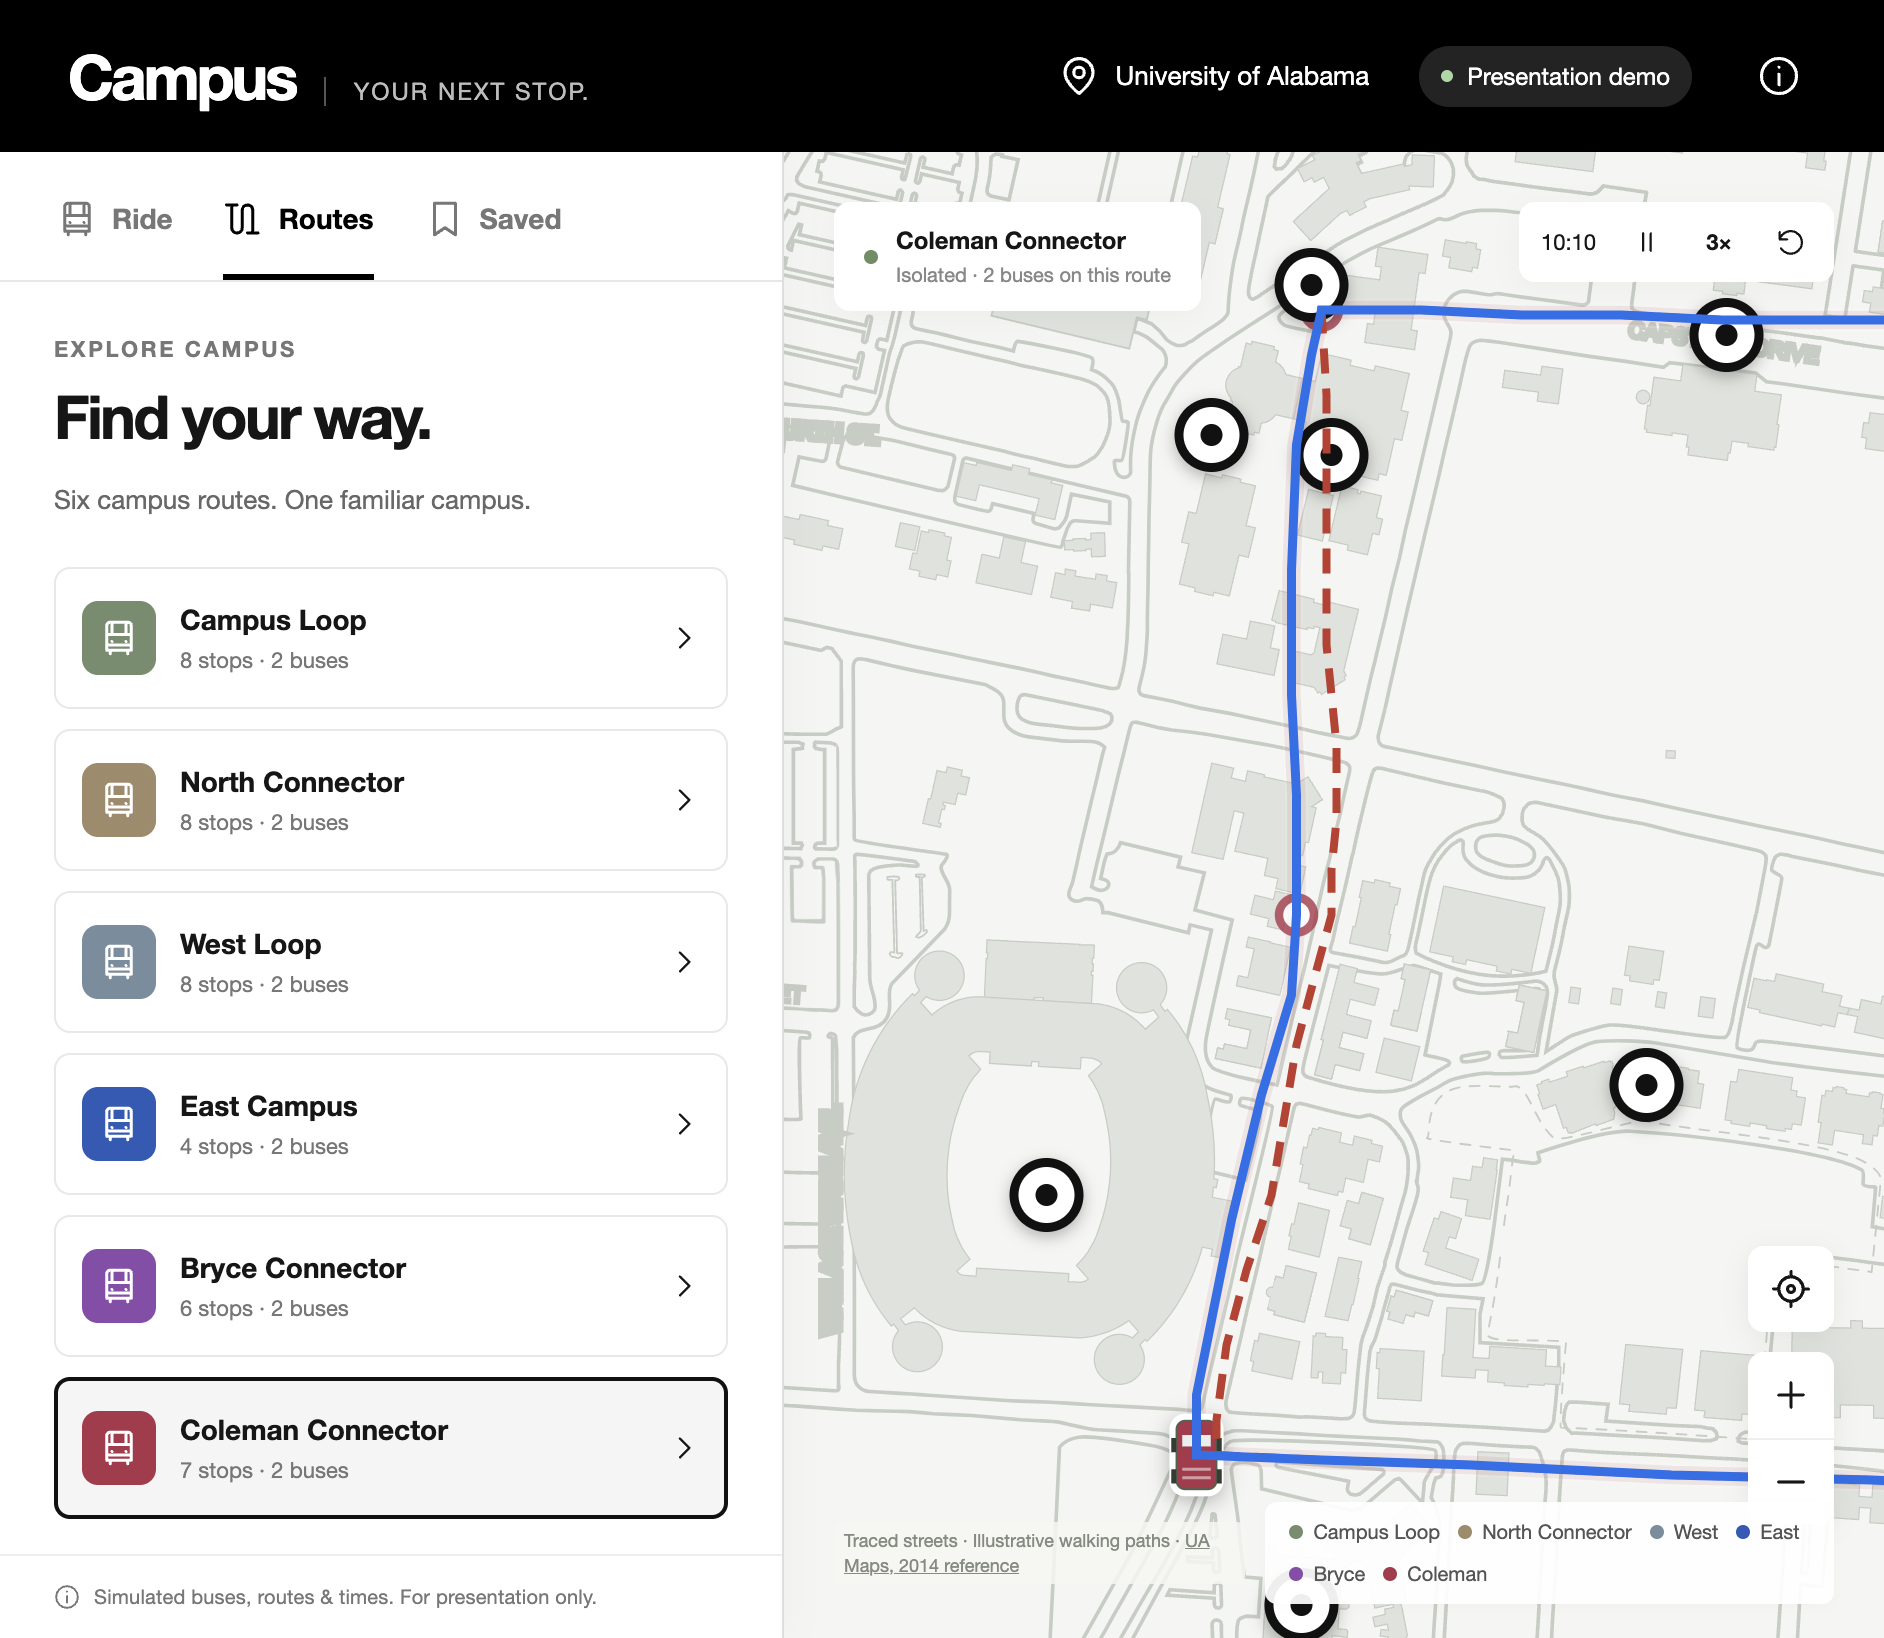 Campus
YOUR NEXT STOP.
University of Alabama
Presentation demo
Ride
Routes
Saved
EXPLORE CAMPUS
Find your way.
Six campus routes. One familiar campus.
Campus Loop
8 stops · 2 buses
North Connector
8 stops · 2 buses
West Loop
8 stops · 2 buses
East Campus
4 stops · 2 buses
Bryce Connector
6 stops · 2 buses
Coleman Connector
7 stops · 2 buses
Simulated buses, routes & times. For presentation only.
Coleman Connector
Isolated · 2 buses on this route
10:10
3×
DRIVE
Traced streets · Illustrative walking paths · UA
Maps, 2014 reference
Campus Loop
North Connector
West
East
Bryce
Coleman